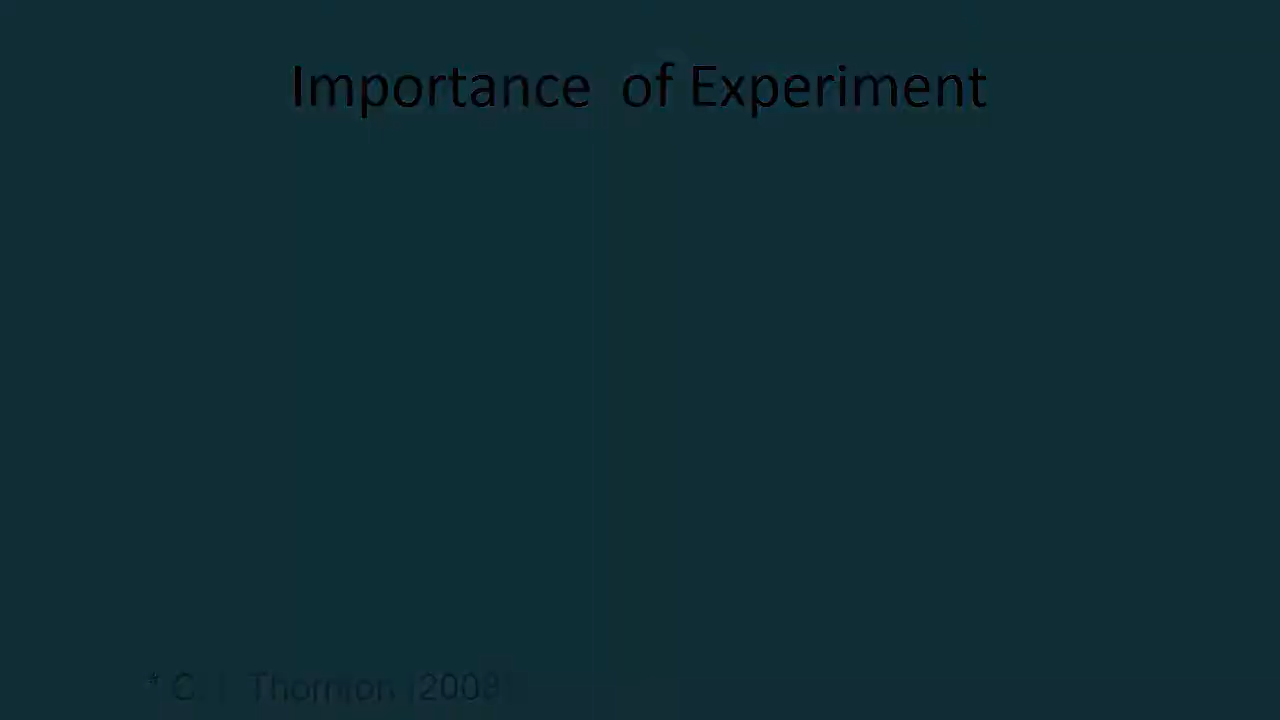 Importance of Experiment
* C. Thornton (2008)